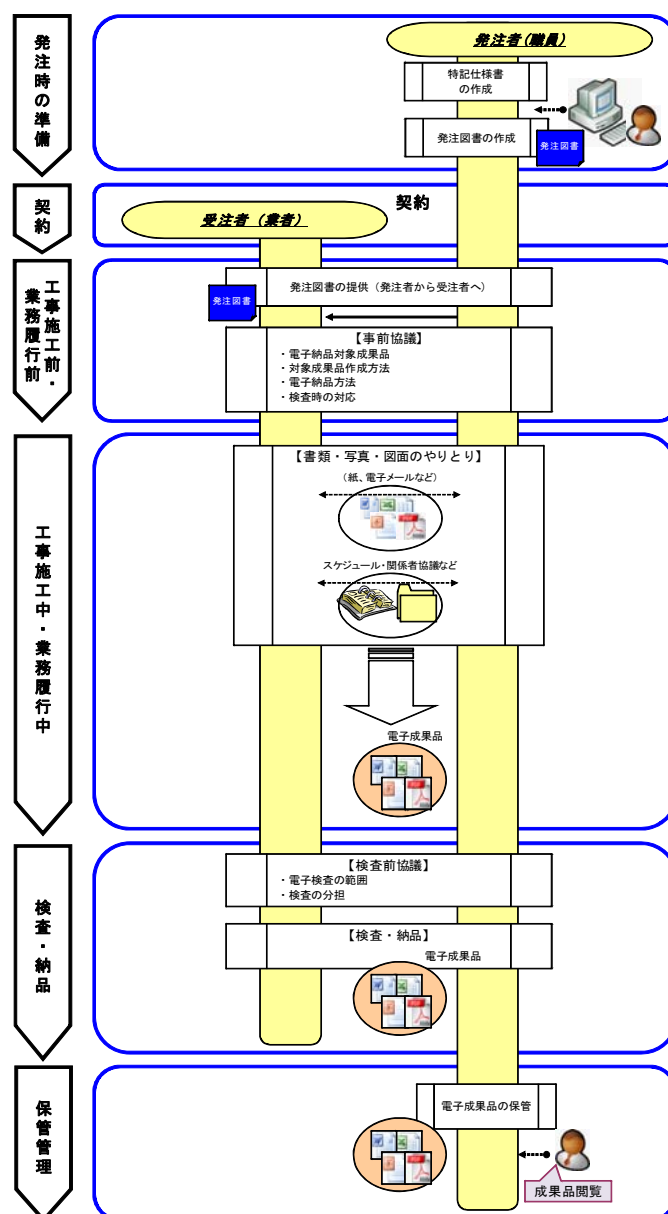 発注時の準備
発注者(職員)
特記仕様書
の作成
発注図書の作成
発注図書
契約
契約
受注者(業者)
工事施工前・
業務履行前
発注図書の提供(発注者から受注者へ)
発注図書
【事前協議】
・電子納品対象成果品
・対象成果品作成方法
・電子納品方法
・検査時の対応
工事施工中・業務履行中
【書類・写真・図面のやりとり】
(紙、電子メールなど)
スケジュール・関係者協議など
電子成果品
検査・納品
【検査前協議】
・電子検査の範囲
・検査の分担
【検査・納品】
電子成果品
保管管理
電子成果品の保管
成果品閲覧